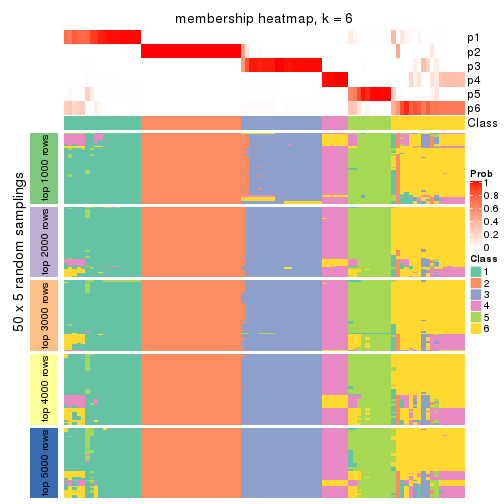 membership heatmap, k = 6
p1
p2
p3
p4
p5
p6
Class
50 x 5 random samplings
top 1000 rows
top 2000 rows
top 3000 rows
top 4000 rows
top 5000 rows
Prob
1
0.8
0.6
0.4
0.2
0
Class
1
2
3
4
5
6